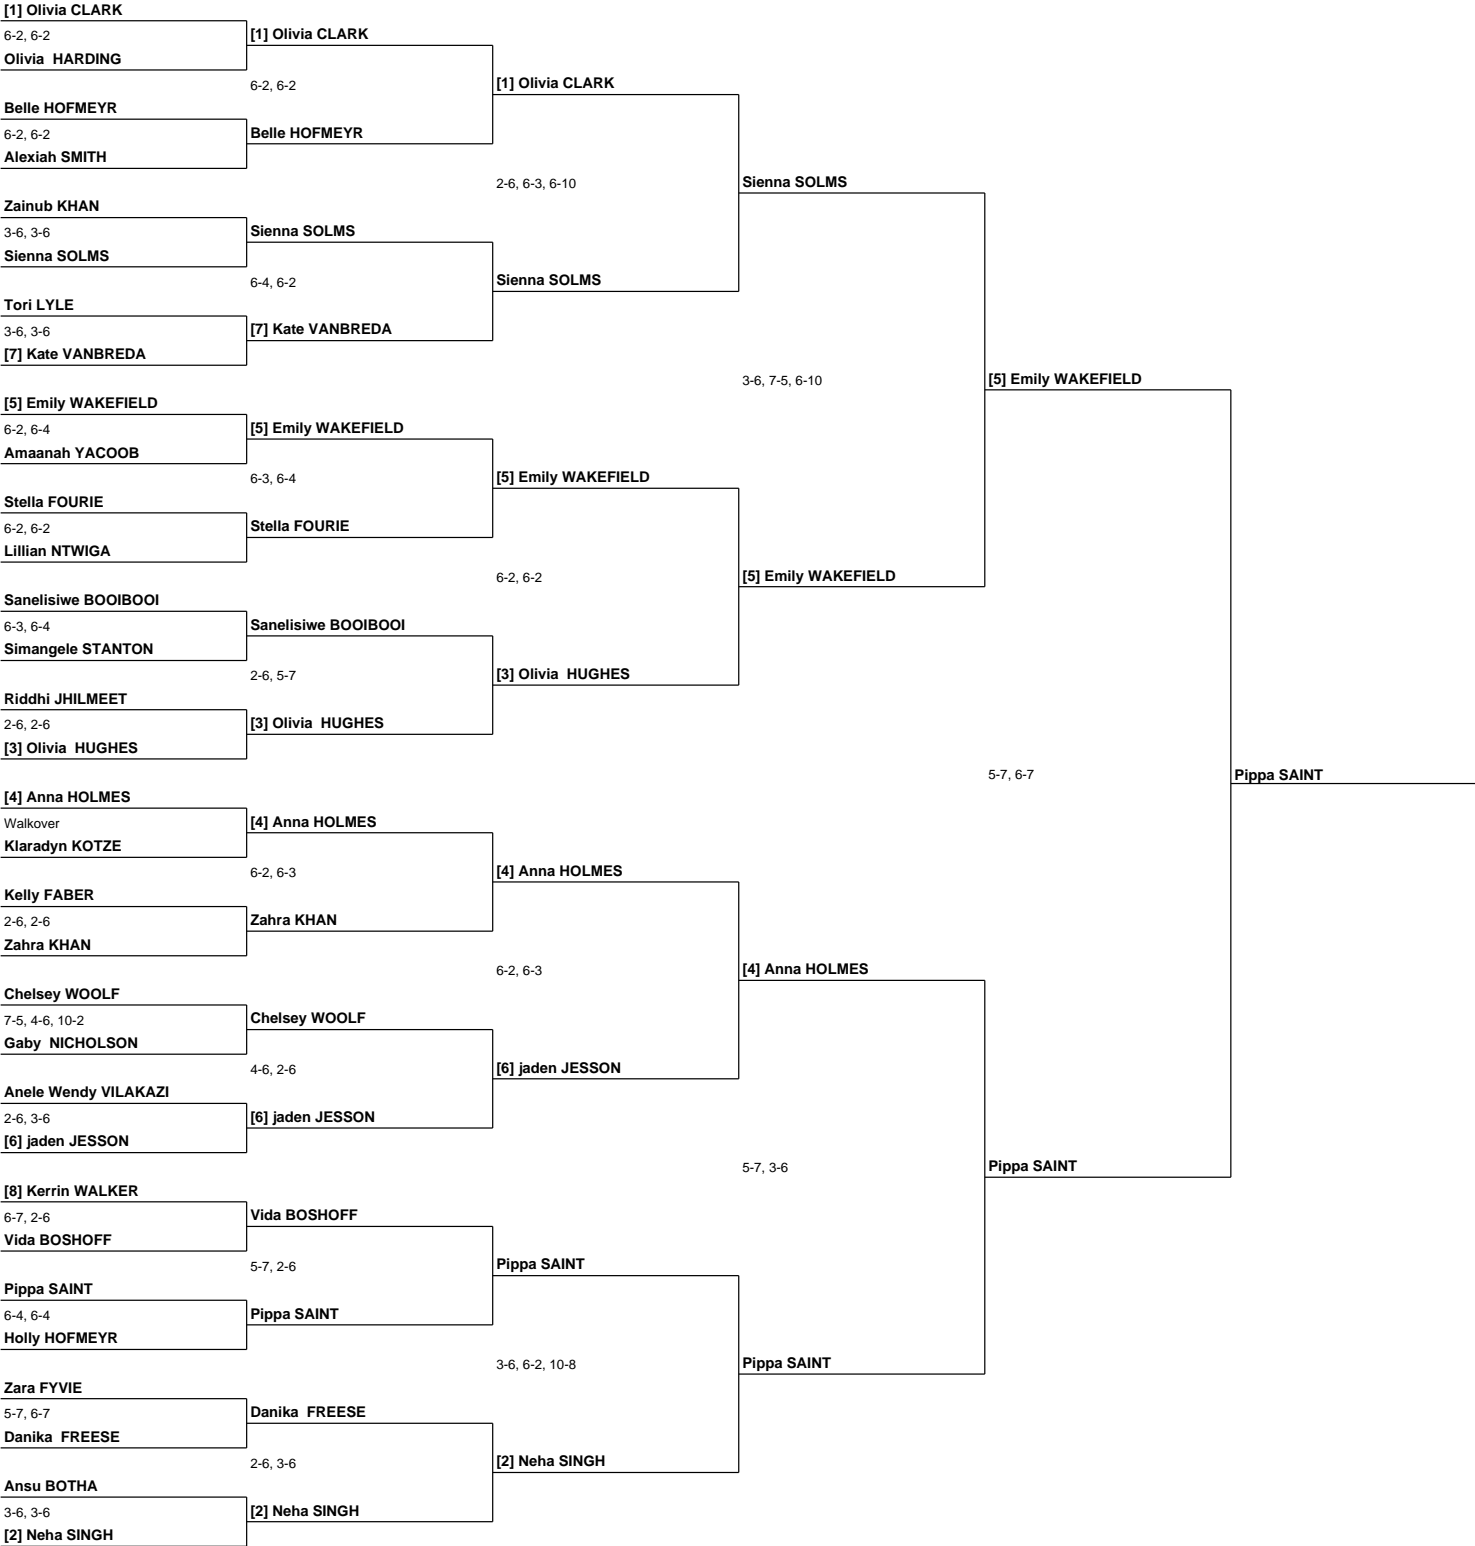 [1] Olivia CLARK
6-2, 6-2
[1] Olivia CLARK
Olivia  HARDING
6-2, 6-2
[1] Olivia CLARK
Belle HOFMEYR
6-2, 6-2
Belle HOFMEYR
Alexiah SMITH
2-6, 6-3, 6-10
Sienna SOLMS
Zainub KHAN
3-6, 3-6
Sienna SOLMS
Sienna SOLMS
6-4, 6-2
Sienna SOLMS
Tori LYLE
3-6, 3-6
[7] Kate VANBREDA
[7] Kate VANBREDA
3-6, 7-5, 6-10
[5] Emily WAKEFIELD
[5] Emily WAKEFIELD
6-2, 6-4
[5] Emily WAKEFIELD
Amaanah YACOOB
6-3, 6-4
[5] Emily WAKEFIELD
Stella FOURIE
6-2, 6-2
Stella FOURIE
Lillian NTWIGA
6-2, 6-2
[5] Emily WAKEFIELD
Sanelisiwe BOOIBOOI
6-3, 6-4
Sanelisiwe BOOIBOOI
Simangele STANTON
2-6, 5-7
[3] Olivia  HUGHES
Riddhi JHILMEET
2-6, 2-6
[3] Olivia  HUGHES
[3] Olivia  HUGHES
5-7, 6-7
Pippa SAINT
[4] Anna HOLMES
Walkover
[4] Anna HOLMES
Klaradyn KOTZE
6-2, 6-3
[4] Anna HOLMES
Kelly FABER
2-6, 2-6
Zahra KHAN
Zahra KHAN
6-2, 6-3
[4] Anna HOLMES
Chelsey WOOLF
7-5, 4-6, 10-2
Chelsey WOOLF
Gaby  NICHOLSON
4-6, 2-6
[6] jaden JESSON
Anele Wendy VILAKAZI
2-6, 3-6
[6] jaden JESSON
[6] jaden JESSON
5-7, 3-6
Pippa SAINT
[8] Kerrin WALKER
6-7, 2-6
Vida BOSHOFF
Vida BOSHOFF
5-7, 2-6
Pippa SAINT
Pippa SAINT
6-4, 6-4
Pippa SAINT
Holly HOFMEYR
3-6, 6-2, 10-8
Pippa SAINT
Zara FYVIE
5-7, 6-7
Danika  FREESE
Danika  FREESE
2-6, 3-6
[2] Neha SINGH
Ansu BOTHA
3-6, 3-6
[2] Neha SINGH
[2] Neha SINGH